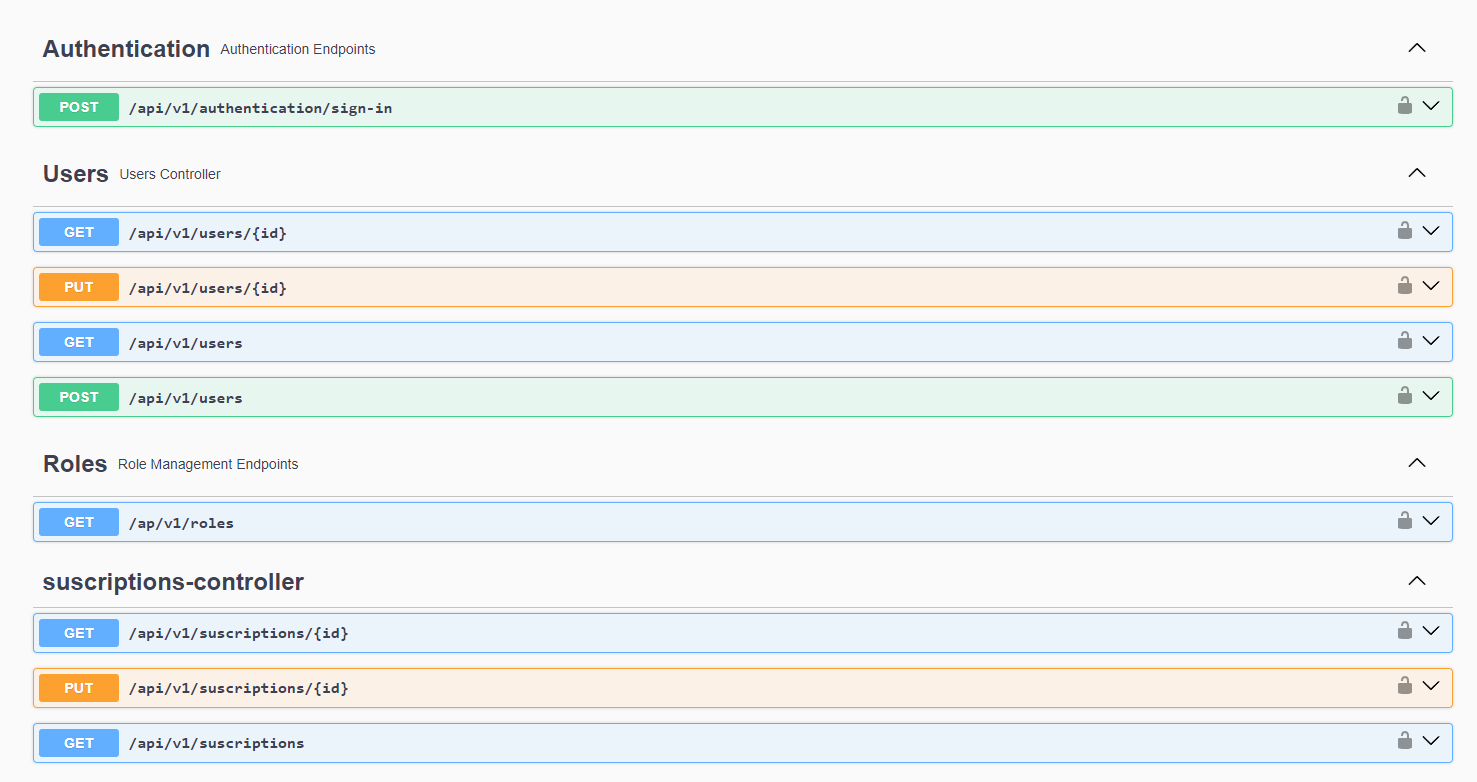 Authentication Authentication Endpoints
POST /api/v1/authentication/sign-in
Users Users Controller
GET /api/v1/users/{id}
PUT /api/v1/users/{id}
GET /api/v1/users
POST /api/v1/users
Roles Role Management Endpoints
GET /ap/v1/roles
suscriptions-controller
GET /api/v1/suscriptions/{id}
PUT /api/v1/suscriptions/{id}
GET /api/v1/suscriptions